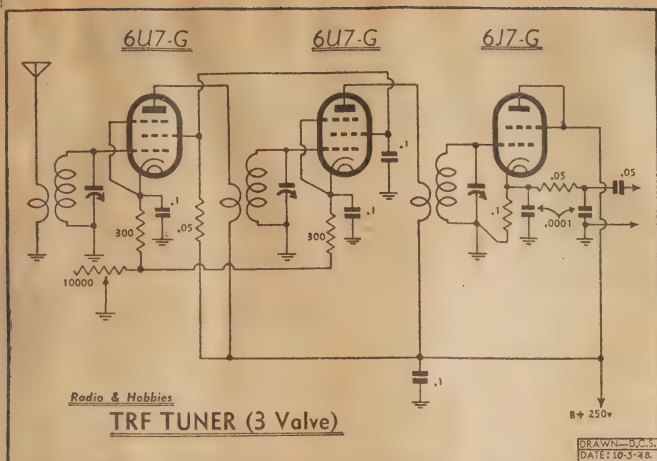 6U7-G 6U7-G 6J7-G
.1
.05 .05
.1 .1 .1 .0001
300 .05 300
10000
.1
Radio & Hobbies
TRF TUNER (3 Valve)
B+ 250v
DRAWN—D.C.S.
DATE: 10-3-48.